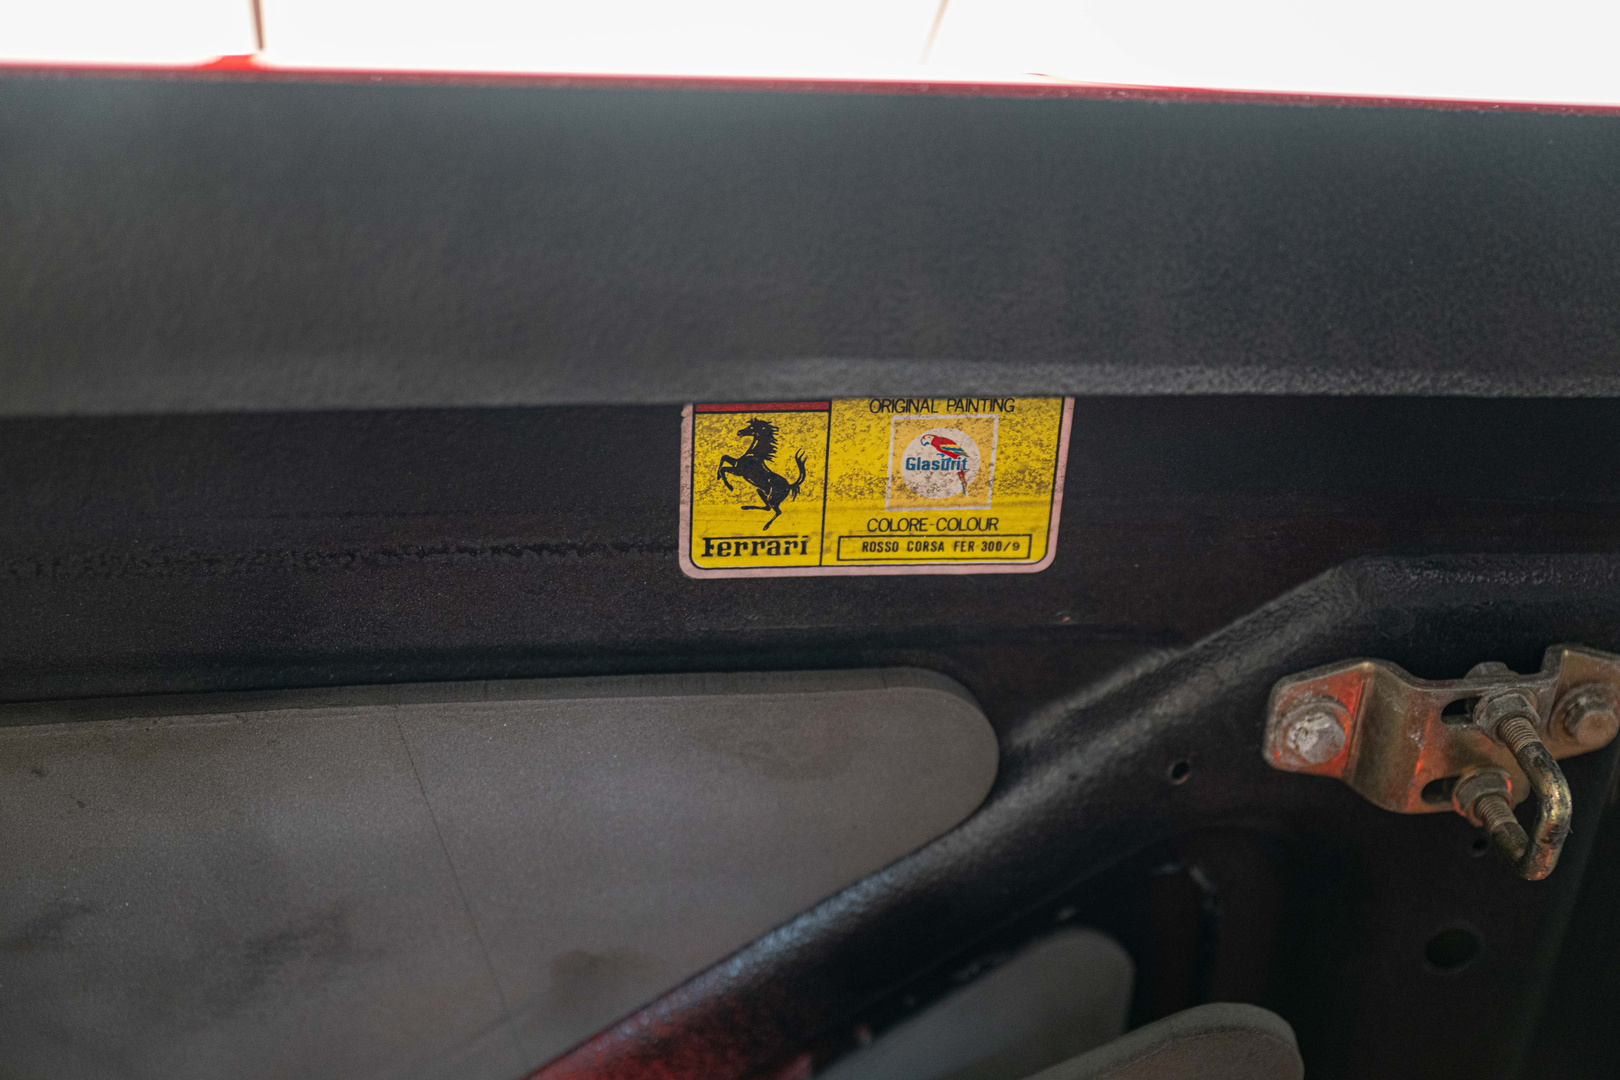 ORIGINAL PAINTING
Glasurit
COLORE-COLOUR
Ferrari
ROSSO CORSA FER 300/9